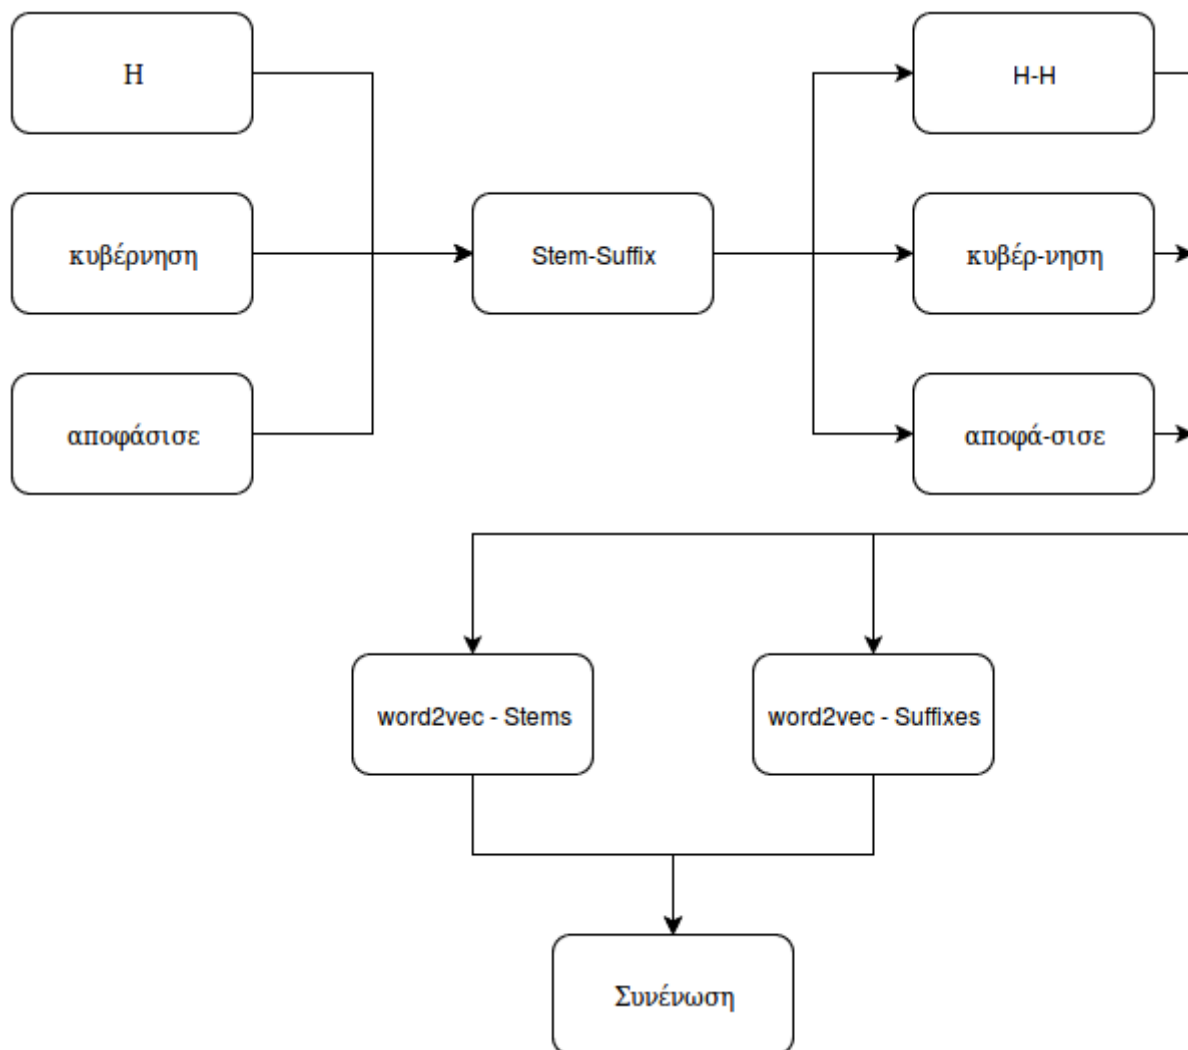 Η
H-H
κυβέρνηση
Stem-Suffix
κυβέρ-νηση
αποφάσισε
αποφά-σισε
word2vec - Stems
word2vec - Suffixes
Συνένωση